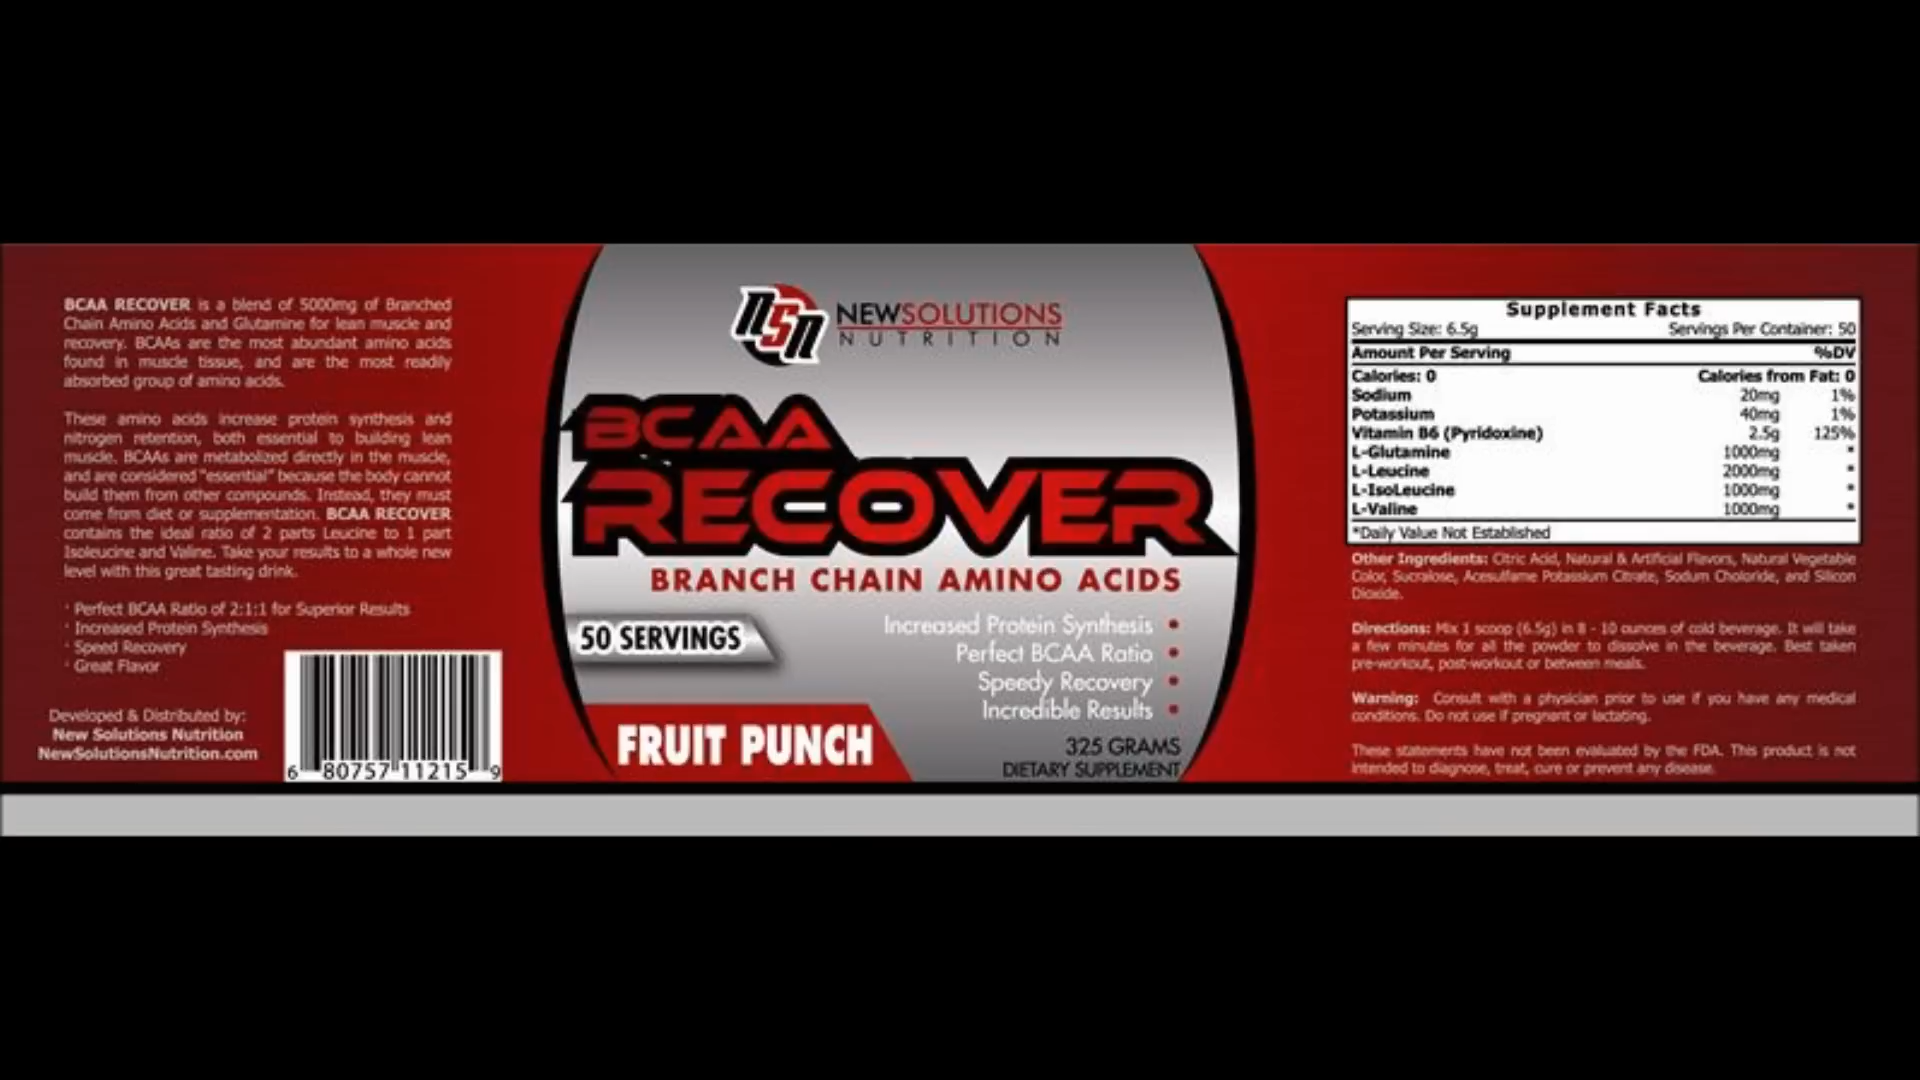 BCAA RECOVER is a blend of 5000mg of Branched
Chain Amino Acids and Glutamine for lean muscle and
recovery. BCAAs are the most abundant amino acids
found in muscle tissue, and are the most readily
absorbed group of amino acids.
These amino acids increase protein synthesis and
nitrogen retention, both essential to building lean
muscle. BCAAs are metabolized directly in the muscle,
and are considered "essential" because the body cannot
build them from other compounds. Instead, they must
come from diet or supplementation. BCAA RECOVER
contains the ideal ratio of 2 parts Leucine to 1 part
Isoleucine and Valine. Take your results to a whole new
level with this great tasting drink.
· Perfect BCAA Ratio of 2:1:1 for Superior Results
· Increased Protein Synthesis
· Speed Recovery
· Great Flavor
Developed & Distributed by:
New Solutions Nutrition
NewSolutionsNutrition.com
6 80757 11215 9
NSN
NEWSOLUTIONS
NUTRITION
BCAA
RECOVER
BRANCH CHAIN AMINO ACIDS
50 SERVINGS
Increased Protein Synthesis •
Perfect BCAA Ratio •
Speedy Recovery •
Incredible Results •
FRUIT PUNCH
325 GRAMS
DIETARY SUPPLEMENT
Supplement Facts
Serving Size: 6.5g Servings Per Container: 50
Amount Per Serving %DV
Calories: 0 Calories from Fat: 0
Sodium 20mg 1%
Potassium 40mg 1%
Vitamin B6 (Pyridoxine) 2.5g 125%
L-Glutamine 1000mg *
L-Leucine 2000mg *
L-IsoLeucine 1000mg *
L-Valine 1000mg *
*Daily Value Not Established
Other Ingredients: Citric Acid, Natural & Artificial Flavors, Natural Vegetable
Color, Sucralose, Acesulfame Potassium Citrate, Sodum Choloride, and Silicon
Dioxide.
Directions: Mix 1 scoop (6.5g) in 8 - 10 ounces of cold beverage. It will take
a few minutes for all the powder to dissolve in the beverage. Best taken
pre-workout, post-workout or between meals.
Warning: Consult with a physician prior to use if you have any medical
conditions. Do not use if pregnant or lactating.
These statements have not been evaluated by the FDA. This product is not
intended to diagnose, treat, cure or prevent any disease.